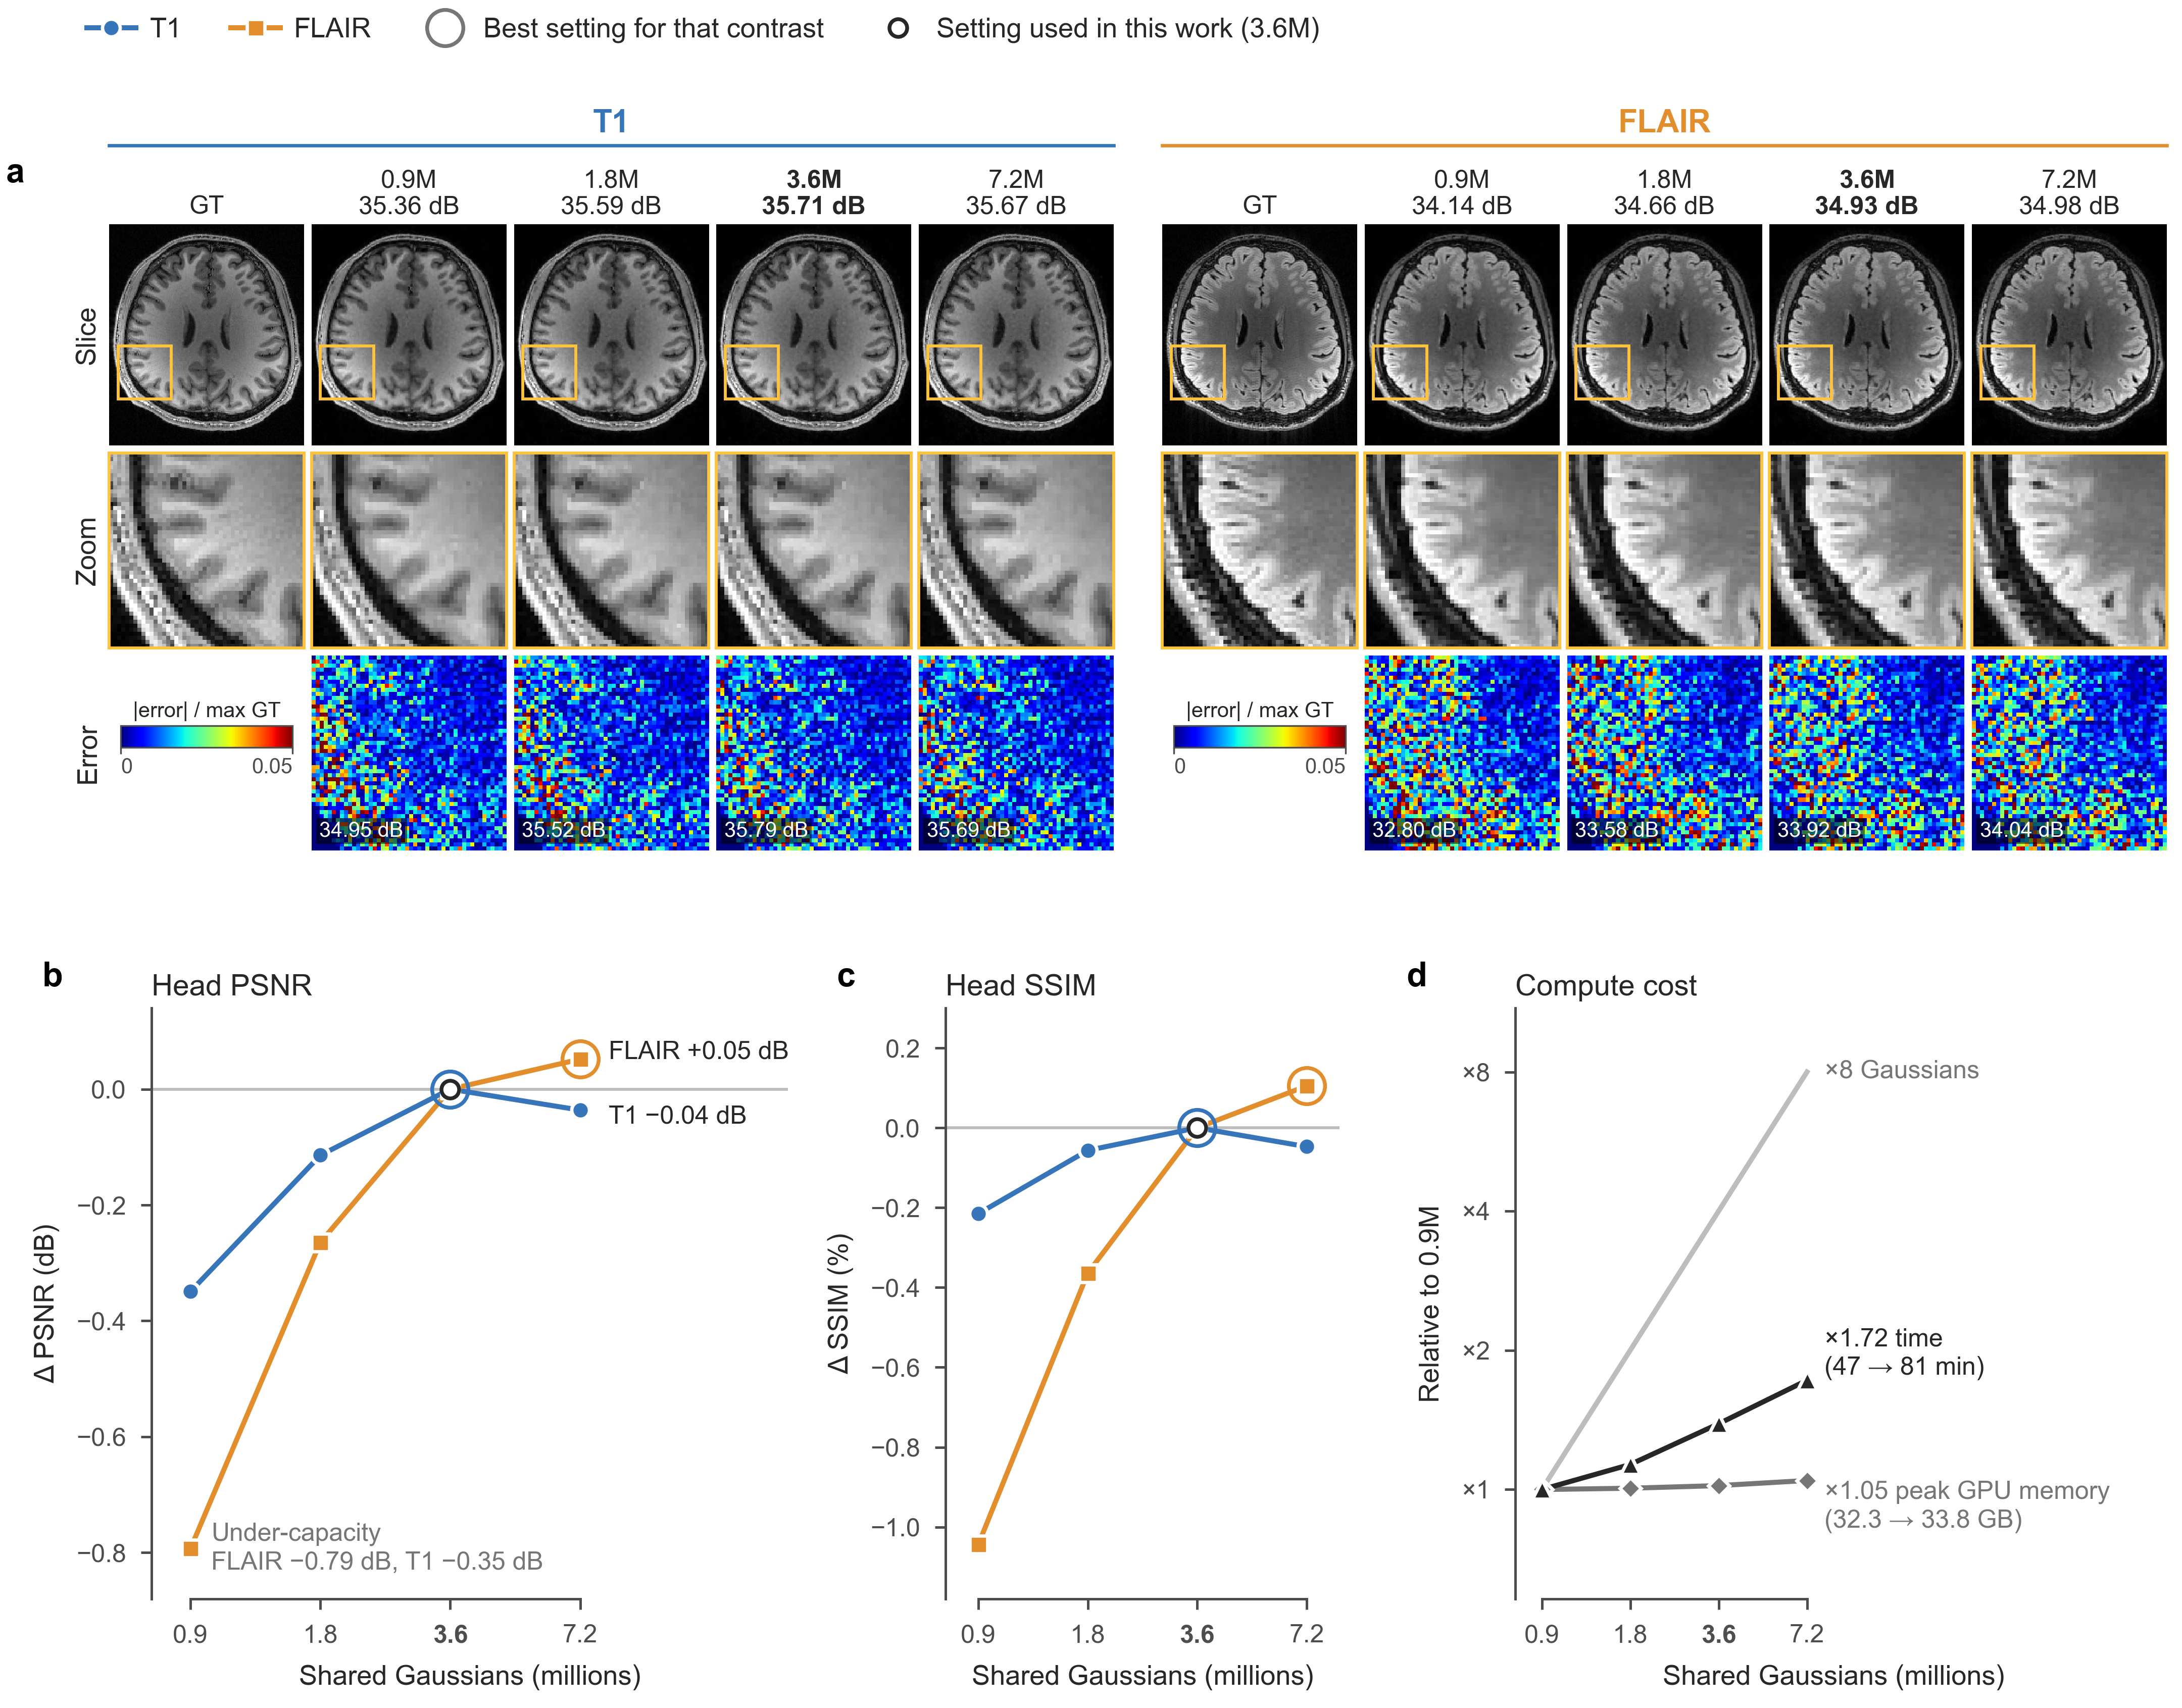 T1
FLAIR
Best setting for that contrast
Setting used in this work (3.6M)
T1
FLAIR
a
GT
0.9M
35.36 dB
1.8M
35.59 dB
3.6M
35.71 dB
7.2M
35.67 dB
GT
0.9M
34.14 dB
1.8M
34.66 dB
3.6M
34.93 dB
7.2M
34.98 dB
Slice
Zoom
Error
|error| / max GT
0 0.05
34.95 dB
35.52 dB
35.79 dB
35.69 dB
|error| / max GT
0 0.05
32.80 dB
33.58 dB
33.92 dB
34.04 dB
b
Head PSNR
Δ PSNR (dB)
0.0
−0.2
−0.4
−0.6
−0.8
FLAIR +0.05 dB
T1 −0.04 dB
Under-capacity
FLAIR −0.79 dB, T1 −0.35 dB
0.9 1.8 3.6 7.2
Shared Gaussians (millions)
c
Head SSIM
Δ SSIM (%)
0.2
0.0
−0.2
−0.4
−0.6
−0.8
−1.0
0.9 1.8 3.6 7.2
Shared Gaussians (millions)
d
Compute cost
Relative to 0.9M
×8
×4
×2
×1
×8 Gaussians
×1.72 time
(47 → 81 min)
×1.05 peak GPU memory
(32.3 → 33.8 GB)
0.9 1.8 3.6 7.2
Shared Gaussians (millions)